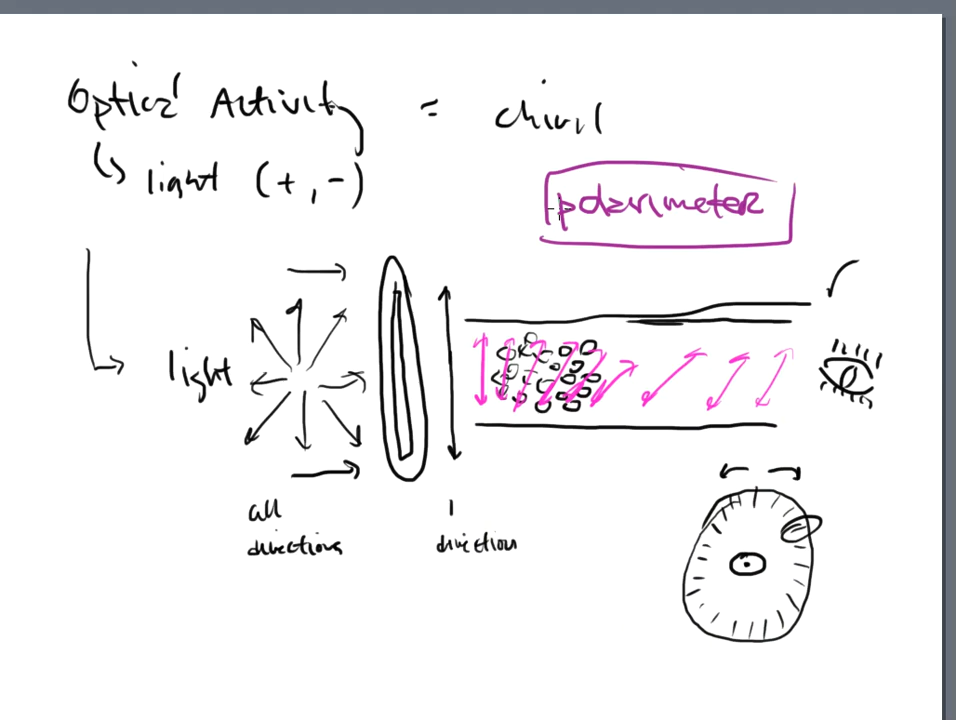 Optical Activity = chiral
light (+,-)
polarimeter
light
all
directions
1
direction